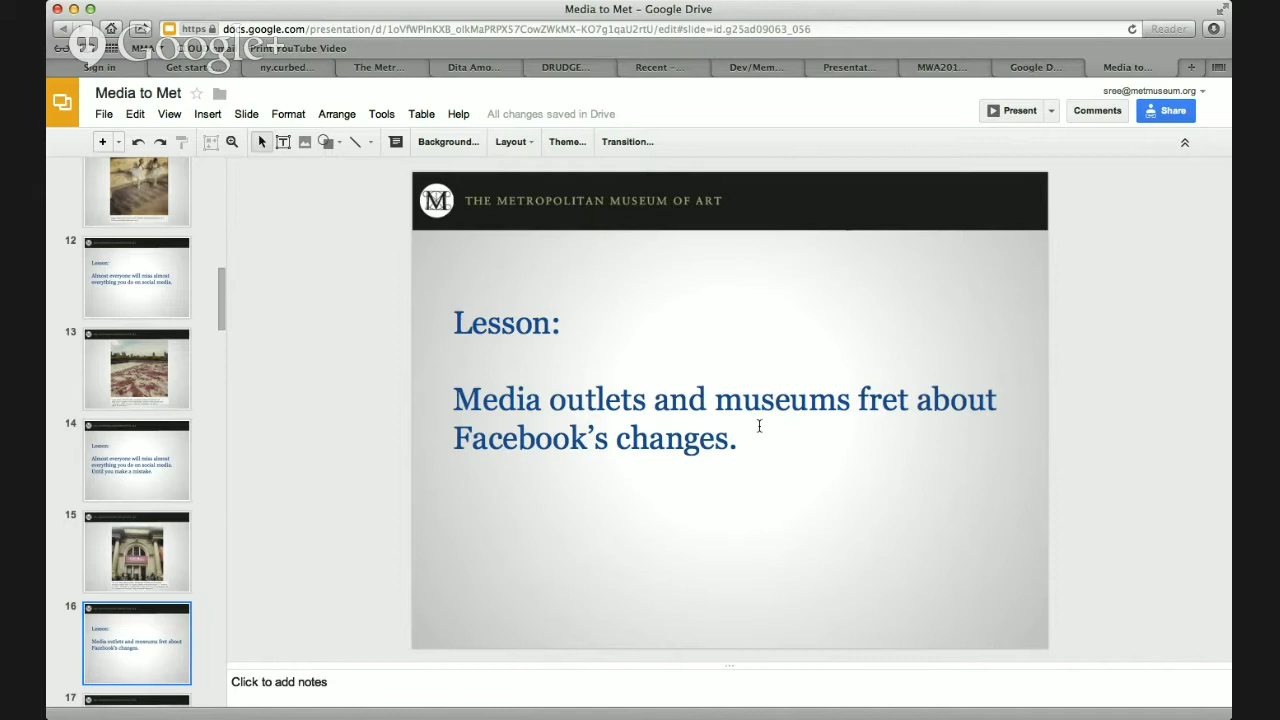 Media to Met – Google Drive
https docs.google.com/presentation/d/1oVfWPInKXB_oIkMaPRPX57CowZWkMX-KO7g1qaU2rtU/edit#slide=id.g25ad09063_056
Reader
Google+
Print YouTube Video
Sign in
Get star
ny.curbed...
The Metr...
Dita Amo...
DRUDGE...
Recent –...
Dev/Mem...
Presentat...
MWA201...
Google D...
Media to...
Media to Met
sree@metmuseum.org
File Edit View Insert Slide Format Arrange Tools Table Help All changes saved in Drive
Present Comments Share
Background... Layout Theme... Transition...
THE METROPOLITAN MUSEUM OF ART
Lesson:
Media outlets and museums fret about
Facebook's changes.
12
Lesson:
Almost everyone will miss almost
everything you do on social media.
13
14
Lesson:
Almost everyone will miss almost
everything you do on social media.
Until you make a mistake.
15
16
Lesson:
Media outlets and museums fret about
Facebook's changes.
17
Click to add notes